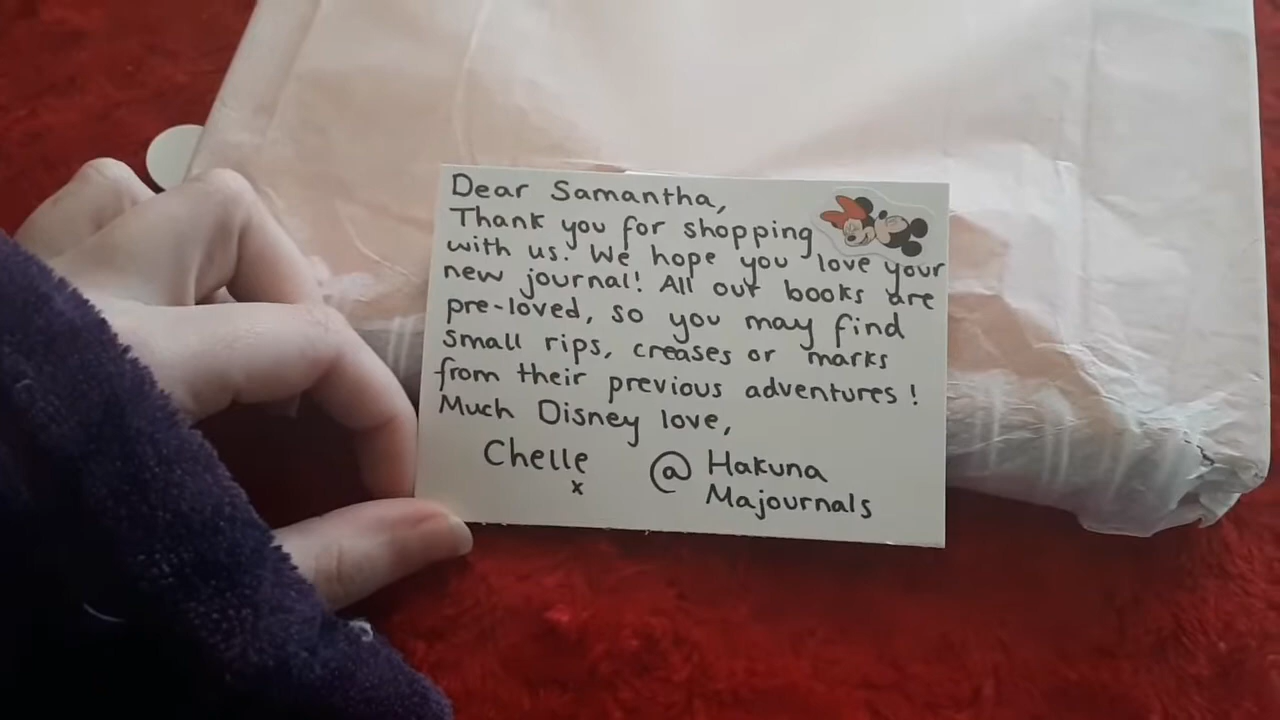 Dear Samantha,
Thank you for shopping
with us. We hope you love your
new journal! All our books are
pre-loved, so you may find
small rips, creases or marks
from their previous adventures!
Much Disney love,
Chelle
x
@ Hakuna
Majournals